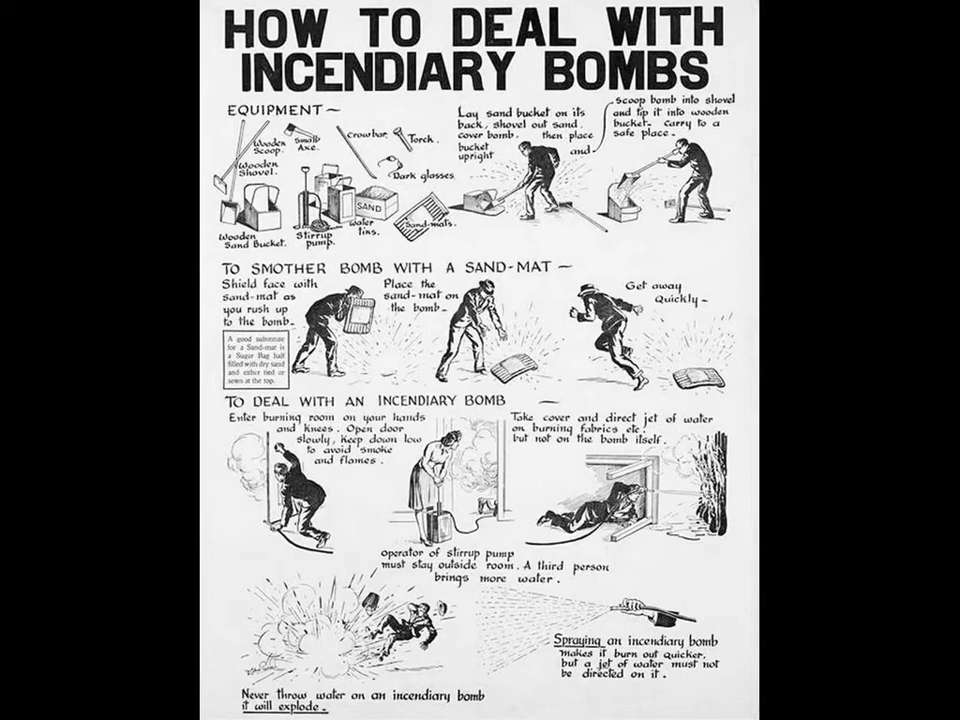 HOW TO DEAL WITH
INCENDIARY BOMBS
EQUIPMENT~
Wooden
Scoop.
Small
Axe.
Crowbar.
Torch.
Wooden
Shovel.
Dark glasses
SAND
Wooden
Sand Bucket.
Stirrup
pump.
Water
tins.
Sand-mats.
Lay sand bucket on its
back, shovel out sand,
cover bomb. then place
bucket
upright
and
scoop bomb into shovel
and tip it into wooden
bucket. Carry to a
safe place.
TO SMOTHER BOMB WITH A SAND-MAT ~
Shield face with
sand-mat as
you rush up
to the bomb.
A good substitute
for a Sand-mat is
a Sugar Bag half
filled with dry sand
and either tied or
sewn at the top.
Place the
sand-mat on
the bomb-
Get away
Quickly-
TO DEAL WITH AN INCENDIARY BOMB ~
Enter burning room on your hands
and knees. Open door
slowly, keep down low
to avoid smoke
and flames.
Take cover and direct jet of water
on burning fabrics etc.
but not on the bomb itself.
operator of stirrup pump
must stay outside room. A third person
brings more water.
Never throw water on an incendiary bomb
it will explode.
Spraying an incendiary bomb
makes it burn out quicker,
but a jet of water must not
be directed on it.